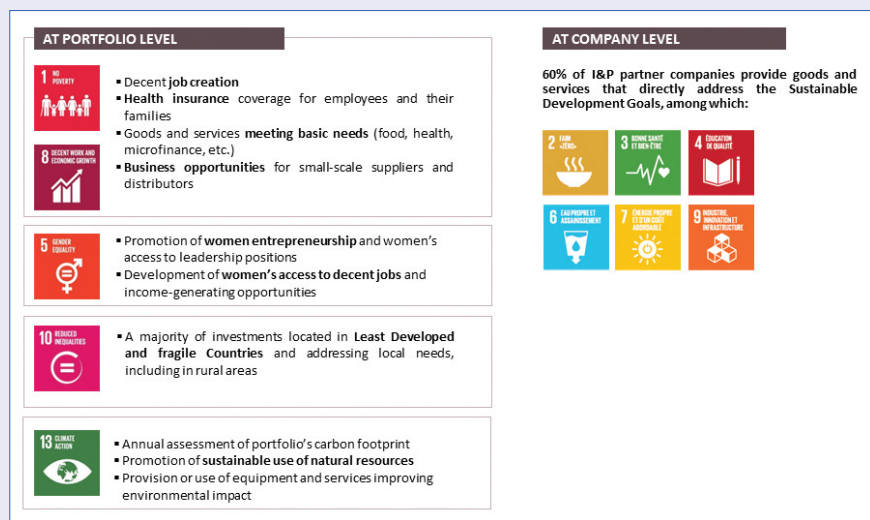 AT PORTFOLIO LEVEL
1 NO
POVERTY
8 DECENT WORK AND
ECONOMIC GROWTH
▪ Decent job creation
▪ Health insurance coverage for employees and their
families
▪ Goods and services meeting basic needs (food, health,
microfinance, etc.)
▪ Business opportunities for small-scale suppliers and
distributors
5 GENDER
EQUALITY
▪ Promotion of women entrepreneurship and women's
access to leadership positions
▪ Development of women's access to decent jobs and
income-generating opportunities
10 REDUCED
INEQUALITIES
▪ A majority of investments located in Least Developed
and fragile Countries and addressing local needs,
including in rural areas
13 CLIMATE
ACTION
▪ Annual assessment of portfolio's carbon footprint
▪ Promotion of sustainable use of natural resources
▪ Provision or use of equipment and services improving
environmental impact
AT COMPANY LEVEL
60% of I&P partner companies provide goods and
services that directly address the Sustainable
Development Goals, among which:
2 FAIM
«ZÉRO»
3 BONNE SANTÉ
ET BIEN-ÊTRE
4 ÉDUCATION
DE QUALITÉ
6 EAU PROPRE ET
ASSAINISSEMENT
7 ÉNERGIE PROPRE
ET D'UN COÛT
ABORDABLE
9 INDUSTRIE,
INNOVATION ET
INFRASTRUCTURE